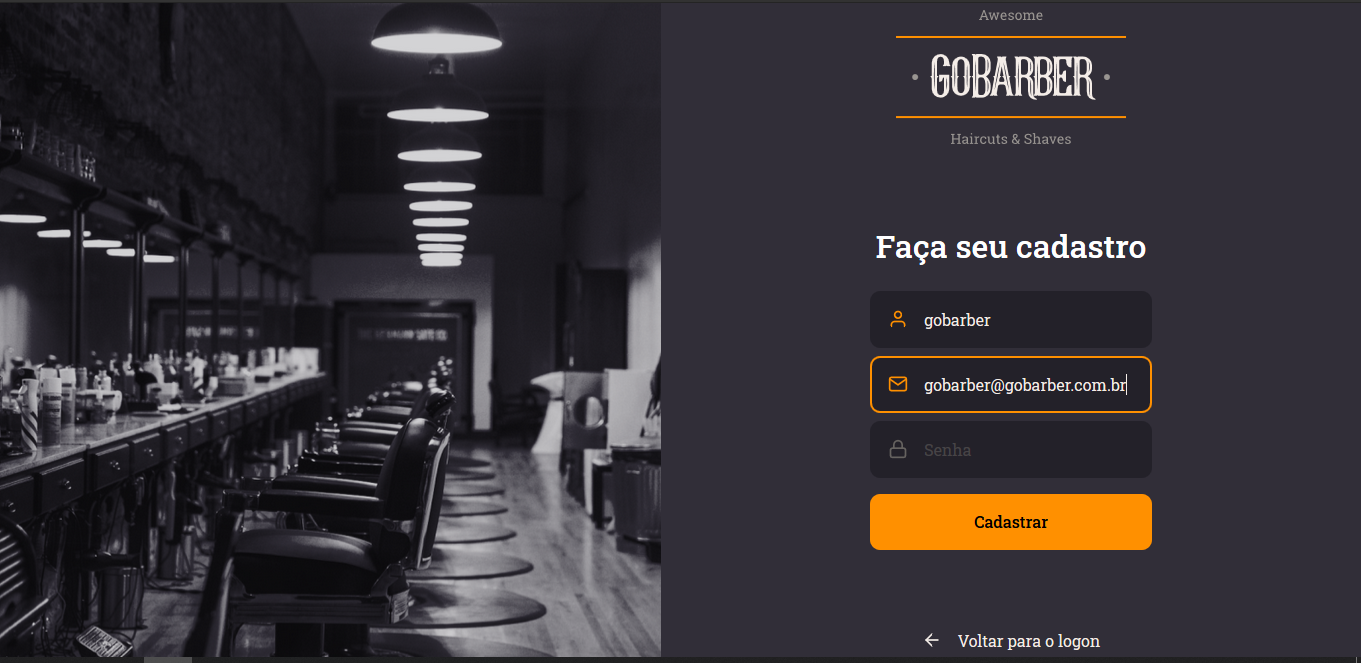 Awesome
GOBARBER
Haircuts & Shaves
Faça seu cadastro
gobarber
gobarber@gobarber.com.br
Senha
Cadastrar
Voltar para o logon